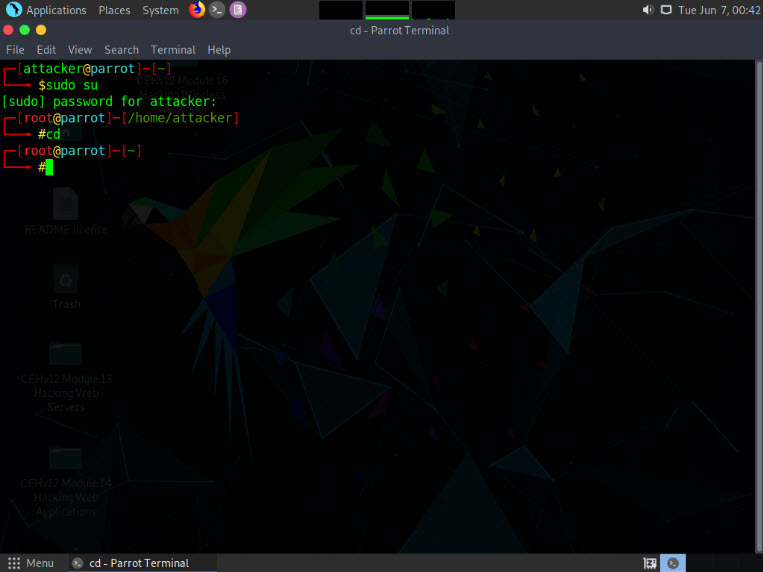 Applications Places System Tue Jun 7, 00:42
cd - Parrot Terminal
File Edit View Search Terminal Help
┌─[attacker@parrot]─[~]
└──╼ $sudo su
[sudo] password for attacker:
┌─[root@parrot]─[/home/attacker]
└──╼ #cd
┌─[root@parrot]─[~]
└──╼ #
CEHv12 Module 16
Hacking Wireless
README.license
Trash
CEHv12 Module 13
Hacking Web
Servers
CEHv12 Module 14
Hacking Web
Applications
Menu cd - Parrot Terminal